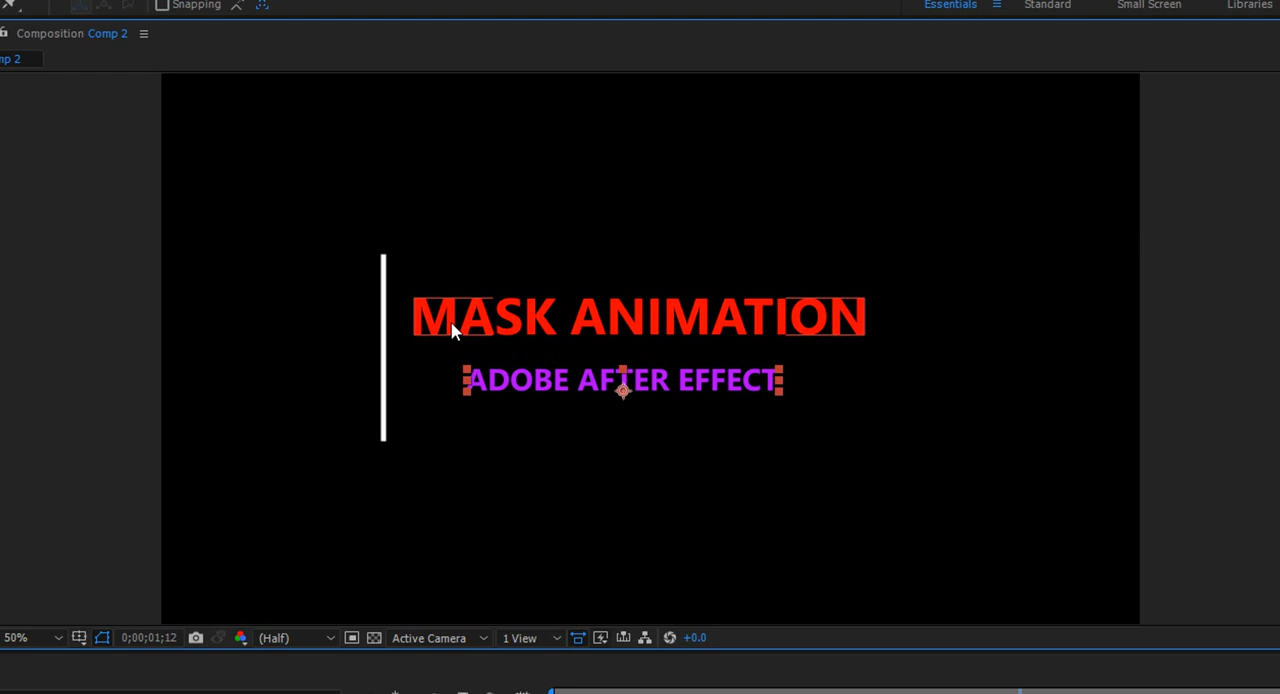 Snapping
Essentials
Standard
Small Screen
Libraries
Composition Comp 2
mp 2
MASK ANIMATION
ADOBE AFTER EFFECT
50%
0;00;01;12
(Half)
Active Camera
1 View
+0.0